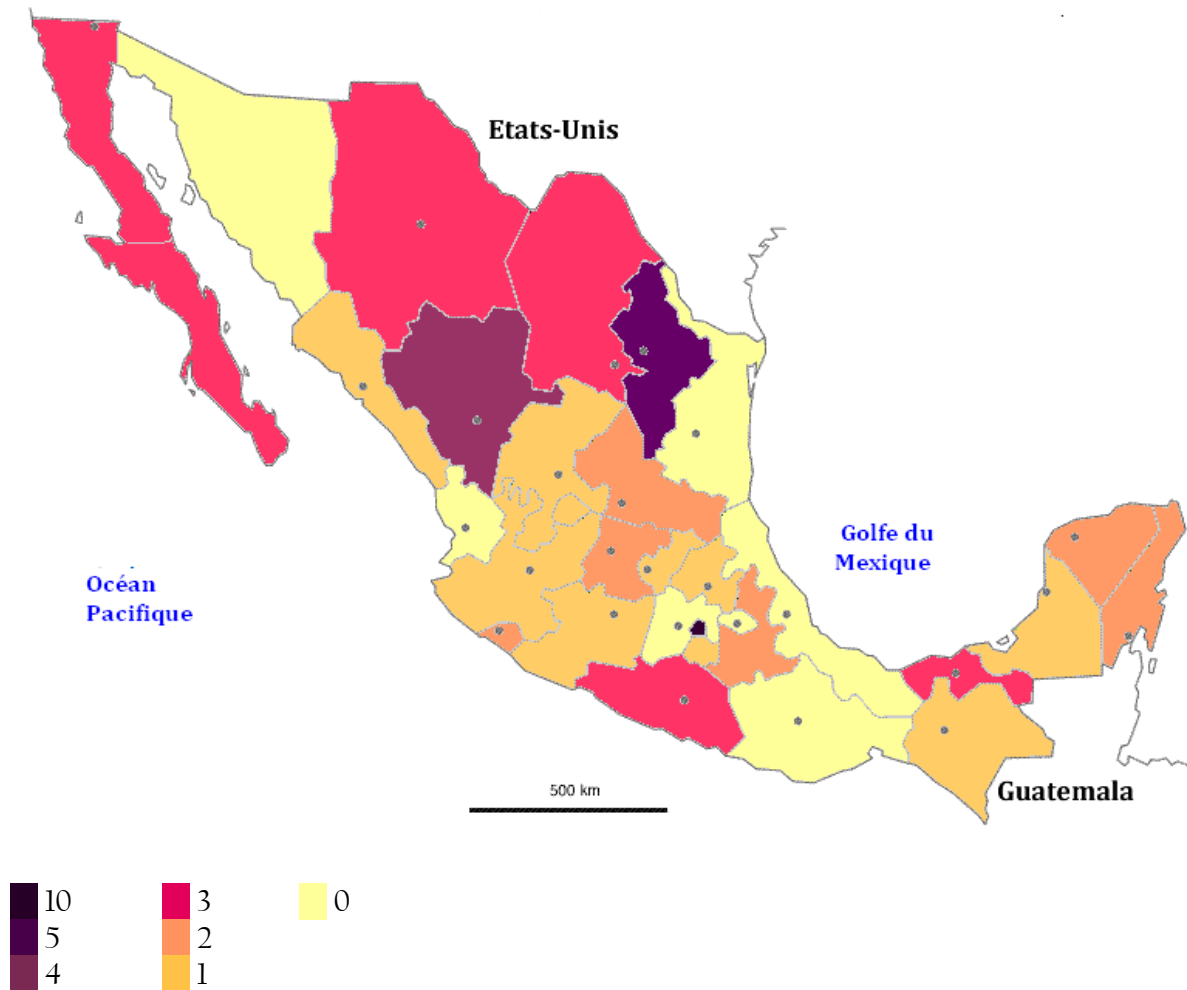 Etats-Unis
Golfe du
Mexique
Océan
Pacifique
500 km
Guatemala
10
5
4
3
2
1
0